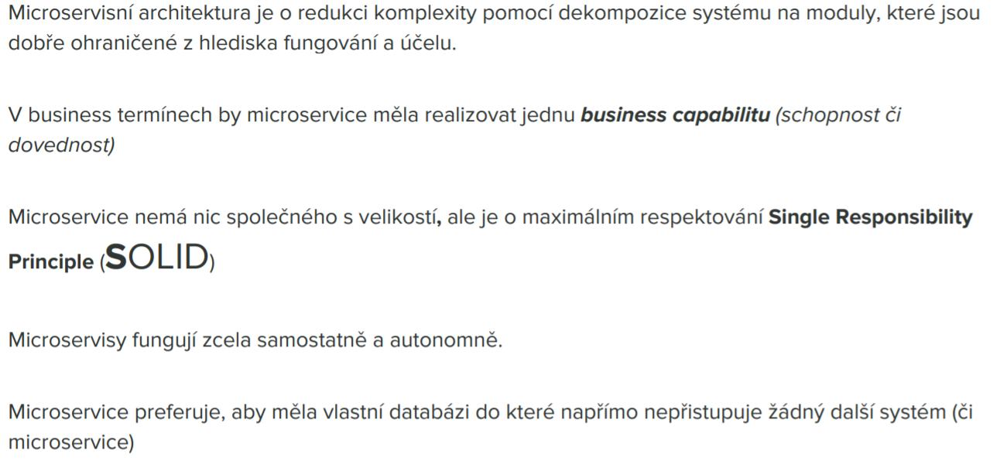 Microservisní architektura je o redukci komplexity pomocí dekompozice systému na moduly, které jsou
dobře ohraničené z hlediska fungování a účelu.
V business termínech by microservice měla realizovat jednu business capabilitu (schopnost či
dovednost)
Microservice nemá nic společného s velikostí, ale je o maximálním respektování Single Responsibility
Principle (SOLID)
Microservisy fungují zcela samostatně a autonomně.
Microservice preferuje, aby měla vlastní databázi do které napřímo nepřistupuje žádný další systém (či
microservice)